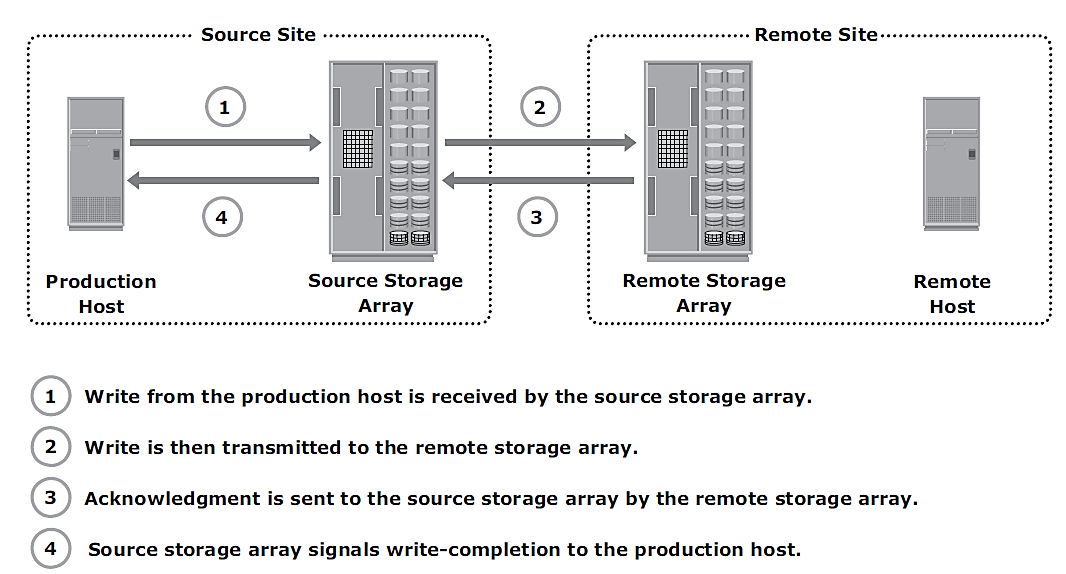 Source Site
Remote Site
1
2
4
3
Production
Host
Source Storage
Array
Remote Storage
Array
Remote
Host
1 Write from the production host is received by the source storage array.
2 Write is then transmitted to the remote storage array.
3 Acknowledgment is sent to the source storage array by the remote storage array.
4 Source storage array signals write-completion to the production host.